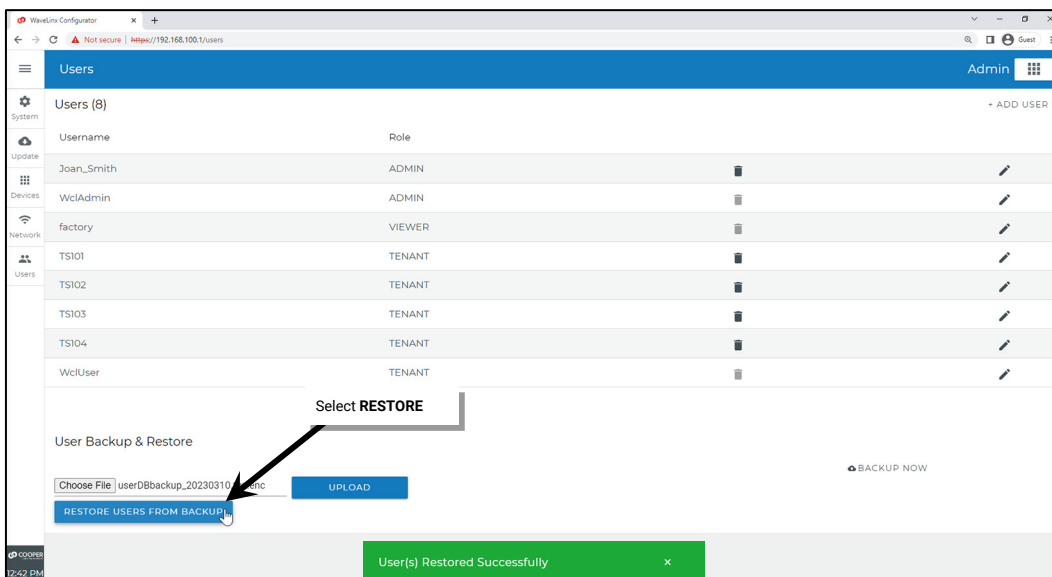 WaveLinx Configurator
Not secure | https://192.168.100.1/users
Guest
Users
Admin
System
Update
Devices
Network
Users
Users (8)
+ ADD USER
Username Role
Joan_Smith ADMIN
WclAdmin ADMIN
factory VIEWER
TS101 TENANT
TS102 TENANT
TS103 TENANT
TS104 TENANT
WclUser TENANT
Select RESTORE
User Backup & Restore
BACKUP NOW
Choose File userDBbackup_20230310 enc
UPLOAD
RESTORE USERS FROM BACKUP
COOPER
12:42 PM
User(s) Restored Successfully ×